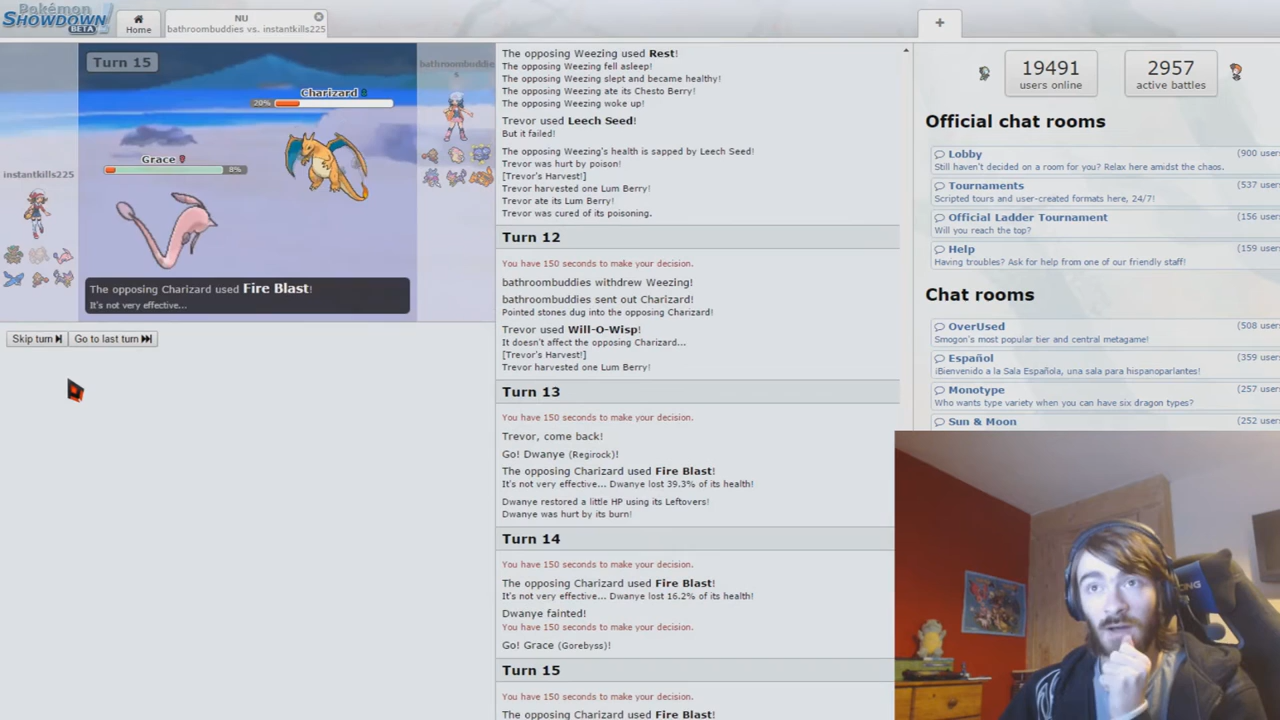 Pokémon
SHOWDOWN
BETA
Home
NU
bathroombuddies vs. instantkills225
+
Turn 15
Charizard
20%
Grace
8%
instantkills225
bathroombuddie
s
The opposing Charizard used Fire Blast!
It's not very effective...
Skip turn
Go to last turn
The opposing Weezing used Rest!
The opposing Weezing fell asleep!
The opposing Weezing slept and became healthy!
The opposing Weezing ate its Chesto Berry!
The opposing Weezing woke up!
Trevor used Leech Seed!
But it failed!
The opposing Weezing's health is sapped by Leech Seed!
Trevor was hurt by poison!
[Trevor's Harvest!]
Trevor harvested one Lum Berry!
Trevor ate its Lum Berry!
Trevor was cured of its poisoning.
Turn 12
You have 150 seconds to make your decision.
bathroombuddies withdrew Weezing!
bathroombuddies sent out Charizard!
Pointed stones dug into the opposing Charizard!
Trevor used Will-O-Wisp!
It doesn't affect the opposing Charizard...
[Trevor's Harvest!]
Trevor harvested one Lum Berry!
Turn 13
You have 150 seconds to make your decision.
Trevor, come back!
Go! Dwanye (Regirock)!
The opposing Charizard used Fire Blast!
It's not very effective... Dwanye lost 39.3% of its health!
Dwanye restored a little HP using its Leftovers!
Dwanye was hurt by its burn!
Turn 14
You have 150 seconds to make your decision.
The opposing Charizard used Fire Blast!
It's not very effective... Dwanye lost 16.2% of its health!
Dwanye fainted!
You have 150 seconds to make your decision.
Go! Grace (Gorebyss)!
Turn 15
You have 150 seconds to make your decision.
The opposing Charizard used Fire Blast!
19491
users online
2957
active battles
Official chat rooms
Lobby
(900 users
Still haven't decided on a room for you? Relax here amidst the chaos.
Tournaments
(537 users
Scripted tours and user-created formats here, 24/7!
Official Ladder Tournament
(156 users
Will you reach the top?
Help
(159 users
Having troubles? Ask for help from one of our friendly staff!
Chat rooms
OverUsed
(508 users
Smogon's most popular tier and central metagame!
Español
(359 users
¡Bienvenido a la Sala Española, una sala para hispanoparlantes!
Monotype
(257 users
Who wants type variety when you can have six dragon types?
Sun & Moon
(252 users